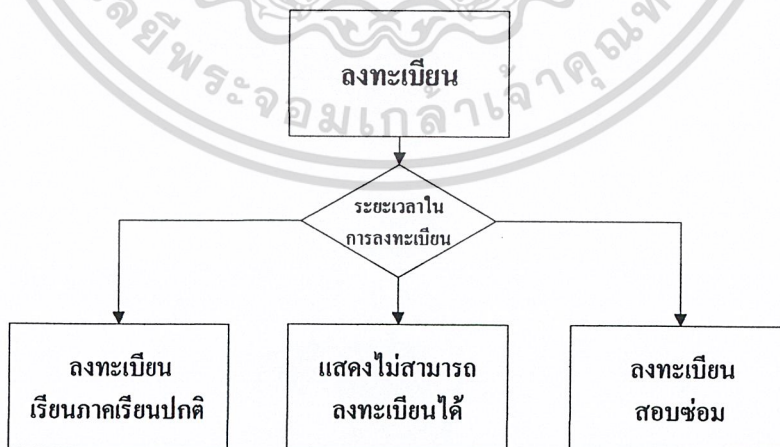 ลงทะเบียน
ระยะเวลาใน
การลงทะเบียน
ลงทะเบียน
เรียนภาคเรียนปกติ
แสดงไม่สามารถ
ลงทะเบียนได้
ลงทะเบียน
สอบซ่อม